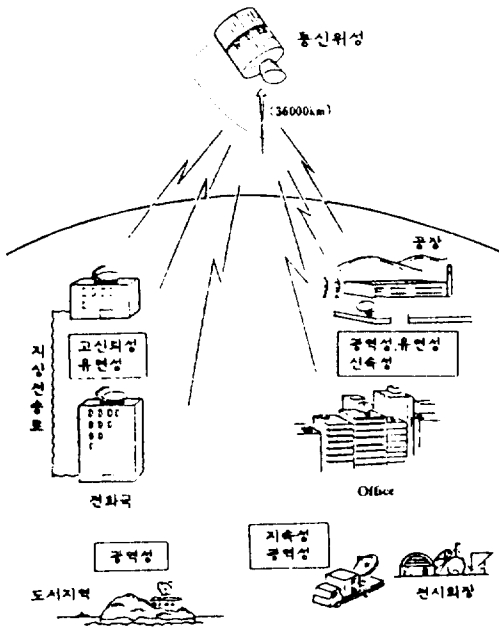 통신위성
(36000km)
공장
고신뢰성
유연성
광역성.유연성
신속성
지상전송로
전화국
Office
광역성
지속성
광역성
도서지역
전시회장